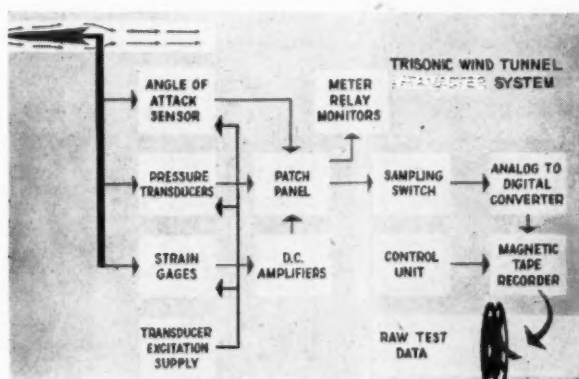 TRISONIC WIND TUNNEL
SYSTEM
ANGLE OF
ATTACK
SENSOR
METER
RELAY
MONITORS
PRESSURE
TRANSDUCERS
PATCH
PANEL
SAMPLING
SWITCH
ANALOG TO
DIGITAL
CONVERTER
STRAIN
GAGES
D.C.
AMPLIFIERS
CONTROL
UNIT
MAGNETIC
TAPE
RECORDER
TRANSDUCER
EXCITATION
SUPPLY
RAW TEST
DATA